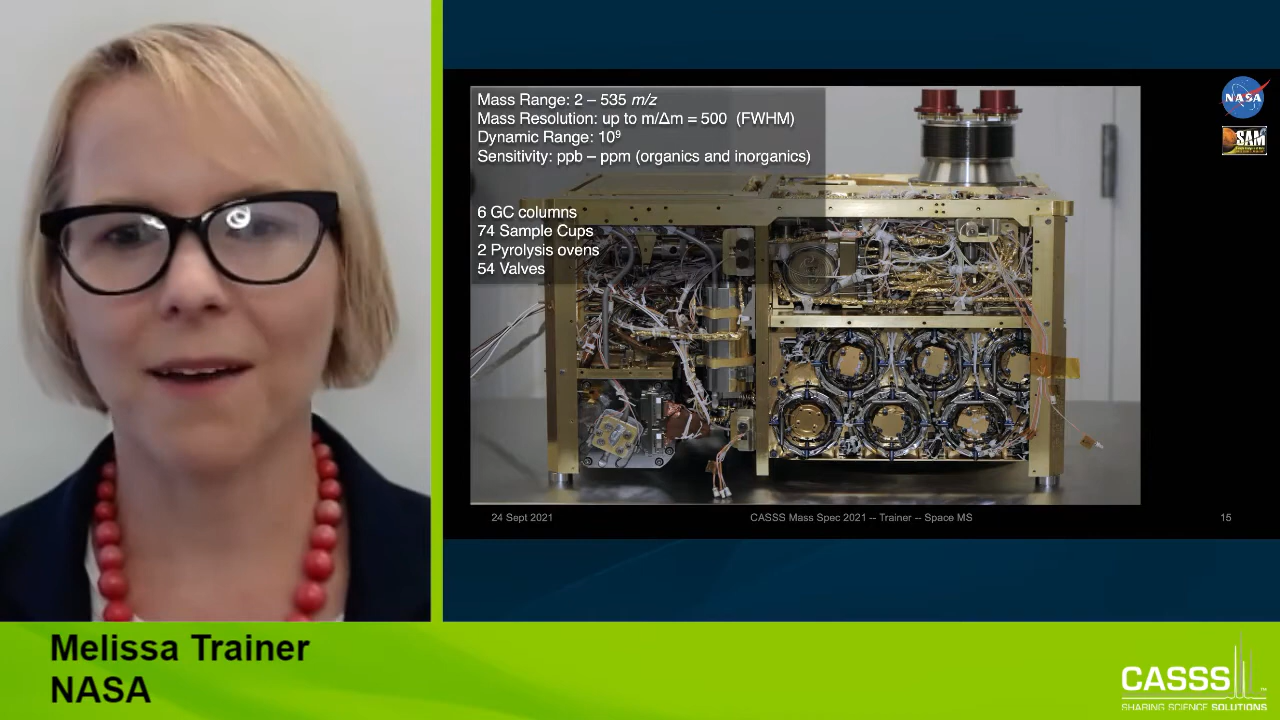 Mass Range: 2 – 535 m/z
Mass Resolution: up to m/Δm = 500 (FWHM)
Dynamic Range: 10⁹
Sensitivity: ppb – ppm (organics and inorganics)
6 GC columns
74 Sample Cups
2 Pyrolysis ovens
54 Valves
NASA
SAM
24 Sept 2021
CASSS Mass Spec 2021 -- Trainer -- Space MS
15
Melissa Trainer
NASA
CASSS
SHARING SCIENCE SOLUTIONS